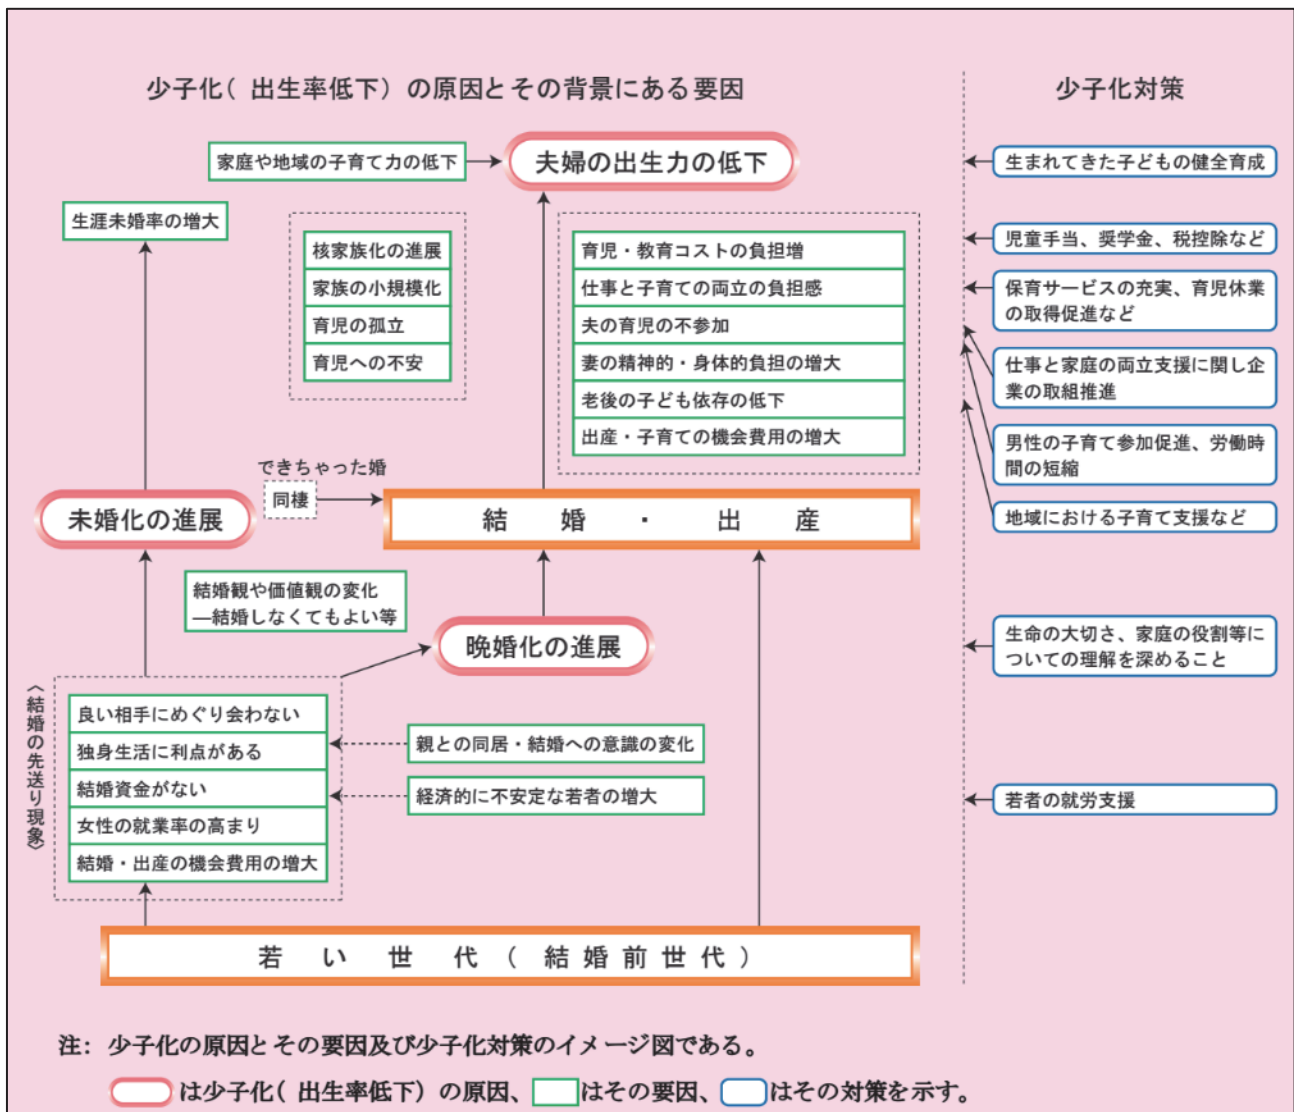 少子化( 出生率低下) の原因とその背景にある要因
少子化対策
家庭や地域の子育て力の低下
夫婦の出生力の低下
生涯未婚率の増大
核家族化の進展
家族の小規模化
育児の孤立
育児への不安
育児・教育コストの負担増
仕事と子育ての両立の負担感
夫の育児の不参加
妻の精神的・身体的負担の増大
老後の子ども依存の低下
出産・子育ての機会費用の増大
できちゃった婚
同棲
未婚化の進展
結婚・出産
結婚観や価値観の変化
―結婚しなくてもよい等
晩婚化の進展
〈結婚の先送り現象〉
良い相手にめぐり会わない
独身生活に利点がある
結婚資金がない
女性の就業率の高まり
結婚・出産の機会費用の増大
親との同居・結婚への意識の変化
経済的に不安定な若者の増大
若い世代(結婚前世代)
生まれてきた子どもの健全育成
児童手当、奨学金、税控除など
保育サービスの充実、育児休業
の取得促進など
仕事と家庭の両立支援に関し企
業の取組推進
男性の子育て参加促進、労働時
間の短縮
地域における子育て支援など
生命の大切さ、家庭の役割等に
ついての理解を深めること
若者の就労支援
注: 少子化の原因とその要因及び少子化対策のイメージ図である。
は少子化( 出生率低下) の原因、 はその要因、 はその対策を示す。